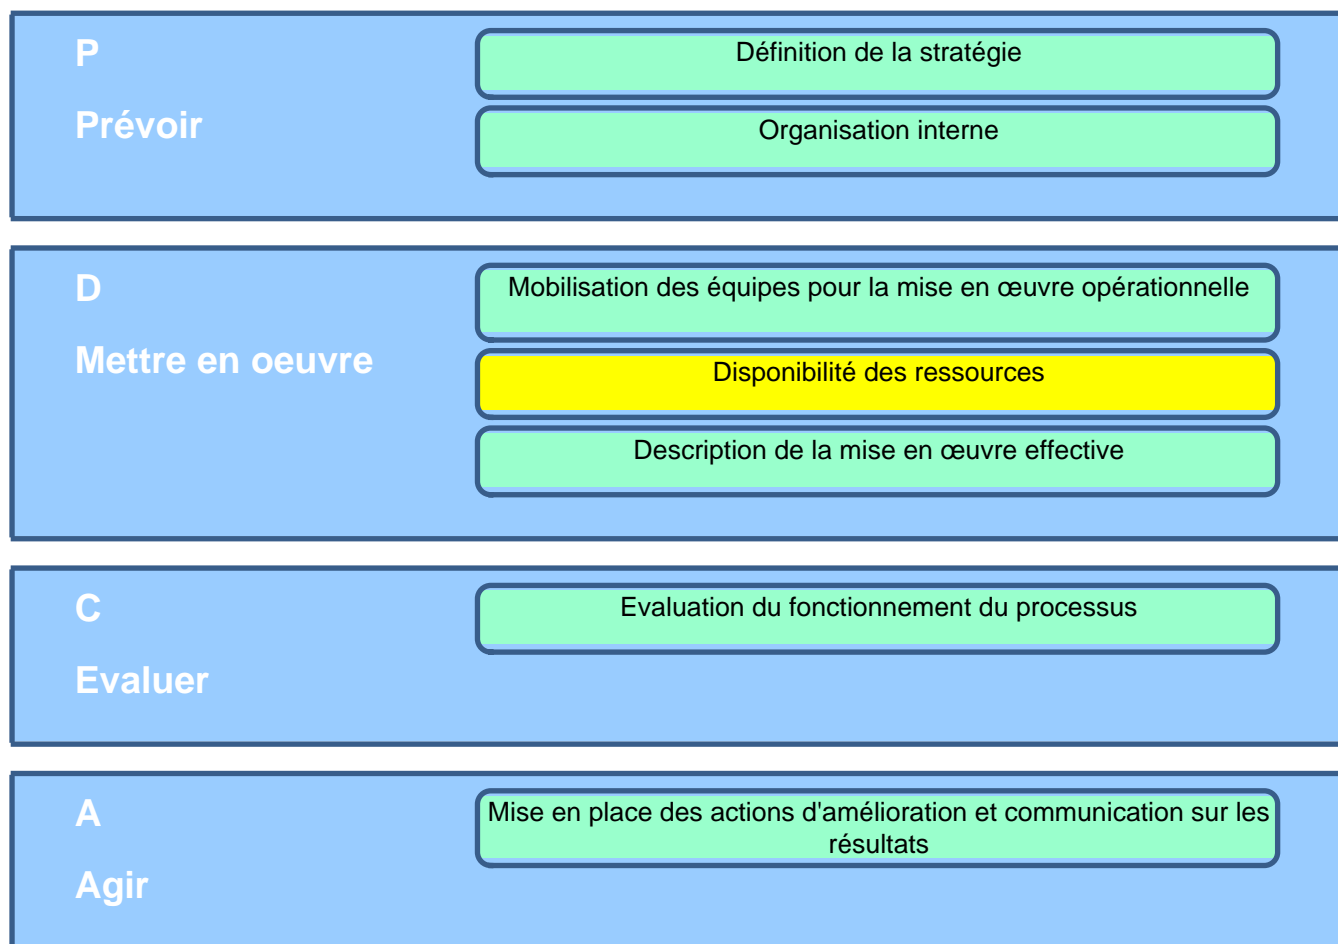 P
Prévoir
Définition de la stratégie
Organisation interne
D
Mettre en oeuvre
Mobilisation des équipes pour la mise en œuvre opérationnelle
Disponibilité des ressources
Description de la mise en œuvre effective
C
Evaluer
Evaluation du fonctionnement du processus
A
Agir
Mise en place des actions d'amélioration et communication sur les
résultats